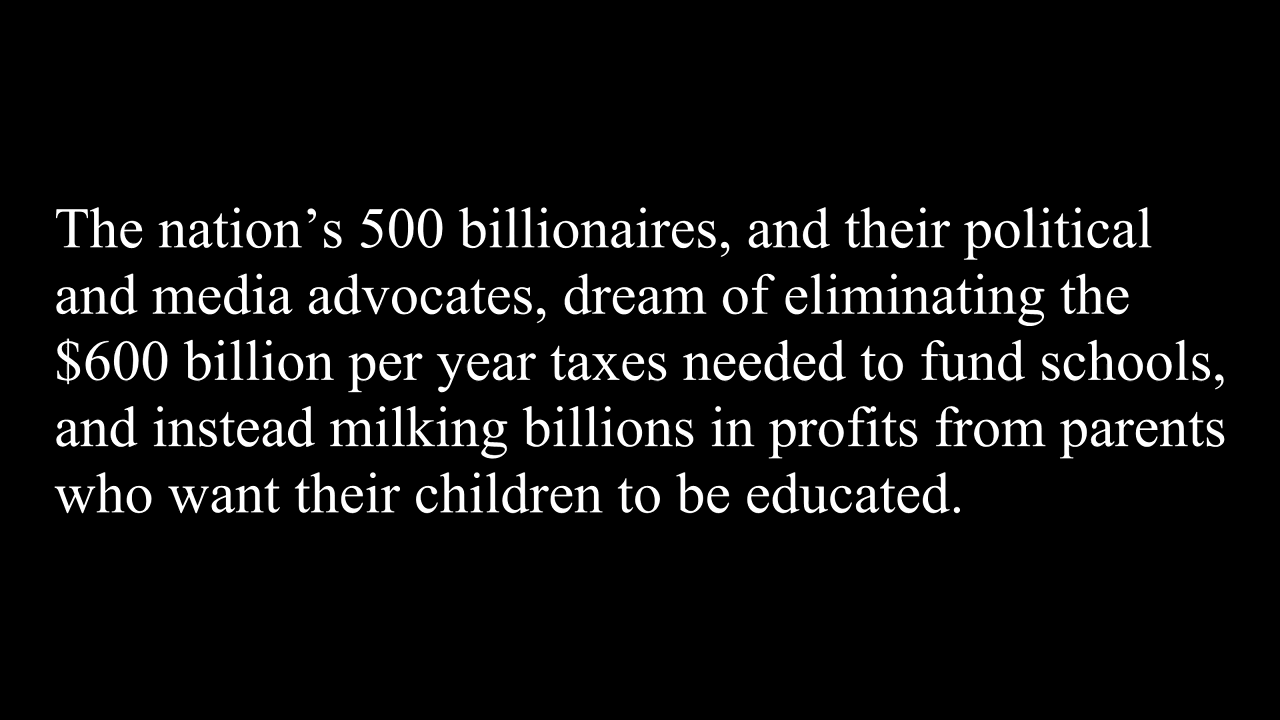 The nation’s 500 billionaires, and their political
and media advocates, dream of eliminating the
$600 billion per year taxes needed to fund schools,
and instead milking billions in profits from parents
who want their children to be educated.